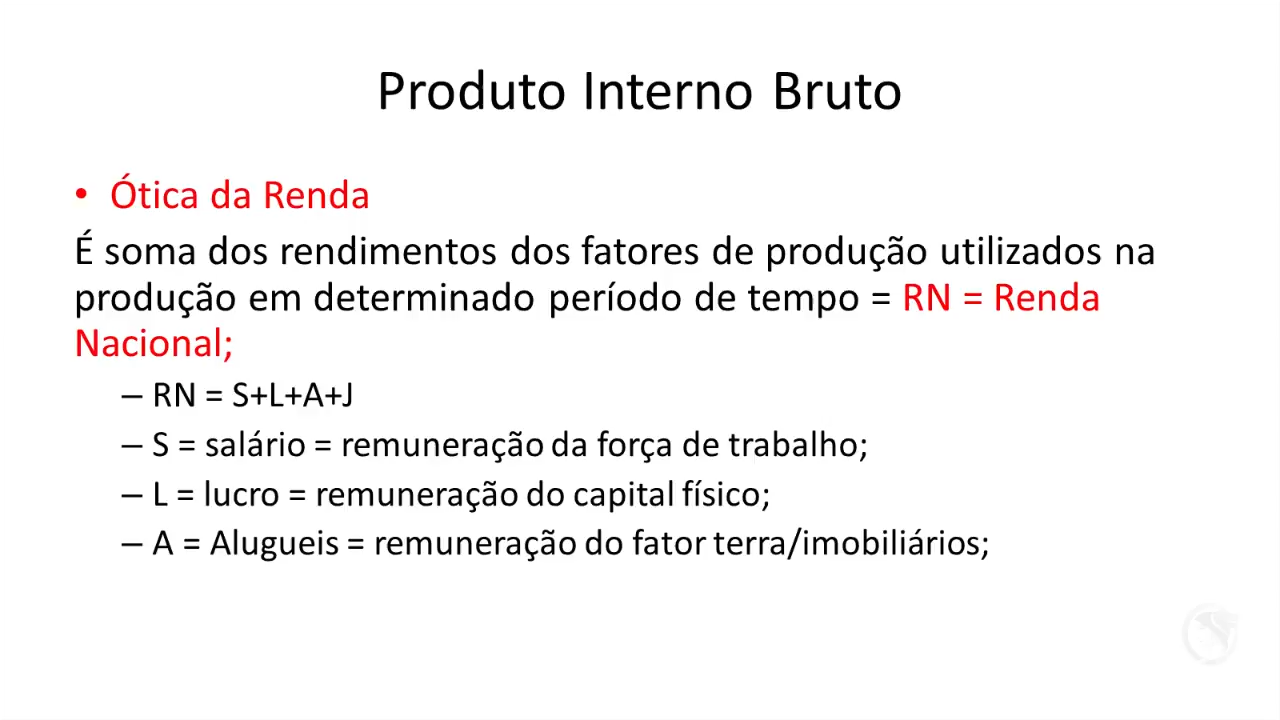 Produto Interno Bruto
• Ótica da Renda
É soma dos rendimentos dos fatores de produção utilizados na
produção em determinado período de tempo = RN = Renda
Nacional;
– RN = S+L+A+J
– S = salário = remuneração da força de trabalho;
– L = lucro = remuneração do capital físico;
– A = Alugueis = remuneração do fator terra/imobiliários;